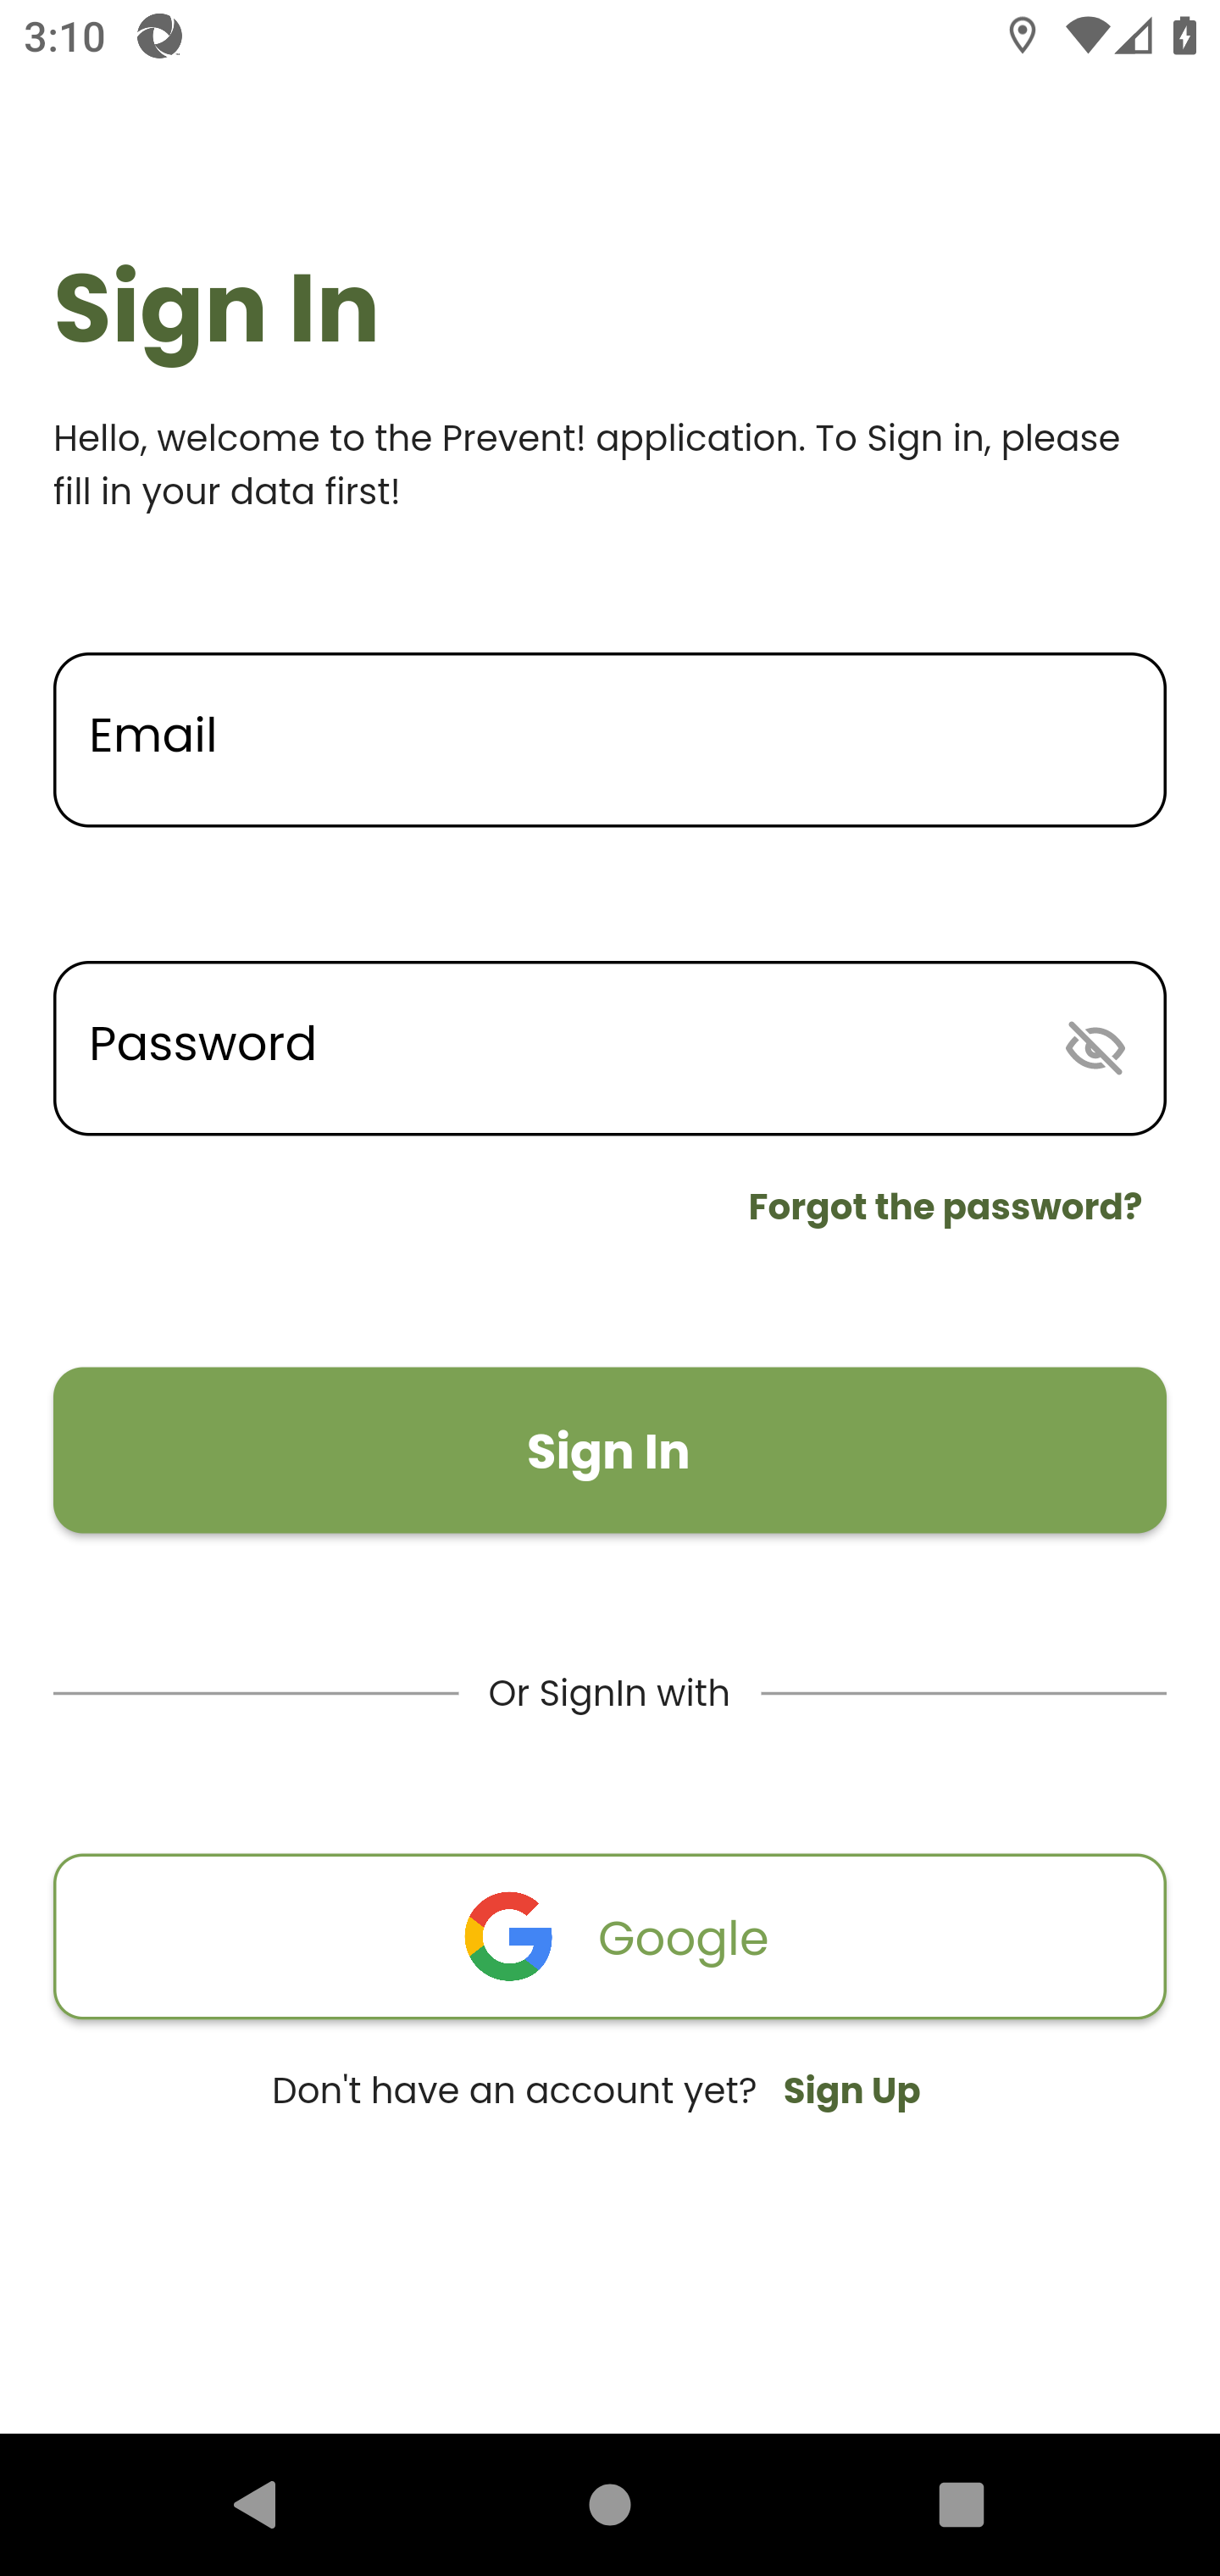 3:10
Sign In
Hello, welcome to the Prevent! application. To Sign in, please
fill in your data first!
Email
Password
Forgot the password?
Sign In
Or SignIn with
Google
Don't have an account yet? Sign Up